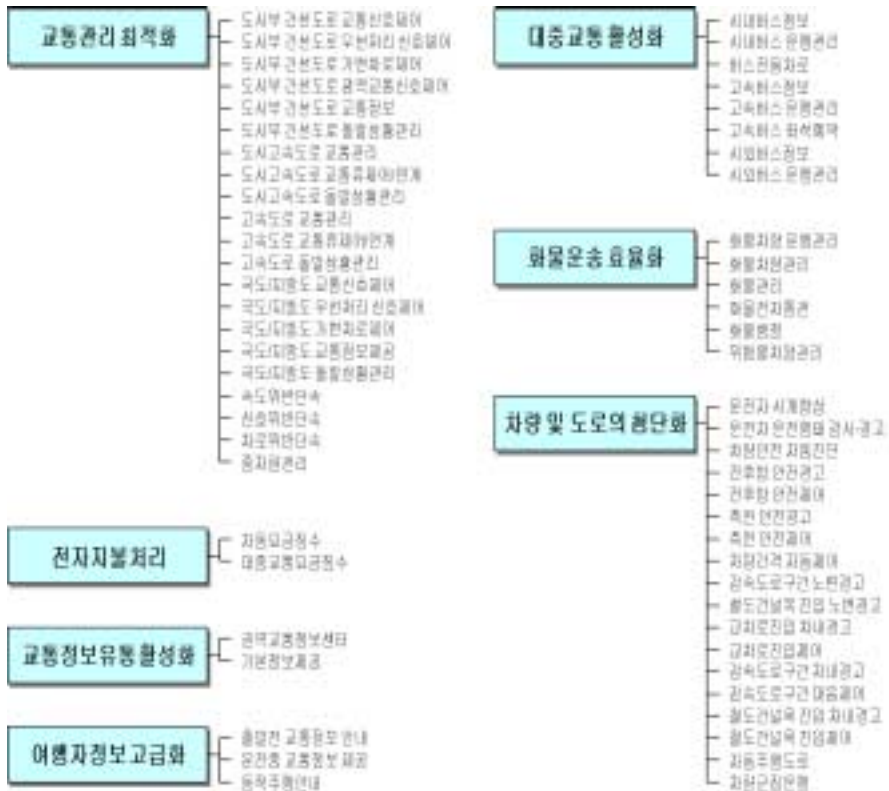 교통관리 최적화
도시부 간선도로 교통신호제어
도시부 간선도로 우선처리 신호제어
도시부 간선도로 가변차로제어
도시부 간선도로 광역교통신호제어
도시부 간선도로 교통정보
도시부 간선도로 돌발상황관리
도시고속도로 교통관리
도시고속도로 교통류제어/연계
도시고속도로 돌발상황관리
고속도로 교통관리
고속도로 교통류제어/연계
고속도로 돌발상황관리
국도/지방도 교통신호제어
국도/지방도 우선처리 신호제어
국도/지방도 가변차로제어
국도/지방도 교통정보제공
국도/지방도 돌발상황관리
속도위반단속
신호위반단속
차로위반단속
중차량관리
전자지불처리
자동요금징수
대중교통요금징수
교통정보유통활성화
권역교통정보센터
기본정보제공
여행자정보고급화
출발전 교통정보 안내
운전중 교통정보 제공
동적주행안내
대중교통 활성화
시내버스정보
시내버스 운행관리
버스전용차로
고속버스정보
고속버스 운행관리
고속버스 좌석예약
시외버스정보
시외버스 운행관리
화물운송 효율화
화물차량 운행관리
화물차량관리
화물관리
화물전자통관
화물행정
위험물차량관리
차량 및 도로의 첨단화
운전자 시계향상
운전자 운전행태 감시·경고
차량안전 자동진단
전후방 안전경고
전후방 안전제어
측면 안전경고
측면 안전제어
차량간격 자동제어
감속도로구간 노변경고
철도건널목 진입 노변경고
교차로진입 차내경고
교차로진입제어
감속도로구간 차내경고
감속도로구간 대응제어
철도건널목 진입 차내경고
철도건널목 진입제어
자동주행도로
차량군집운행